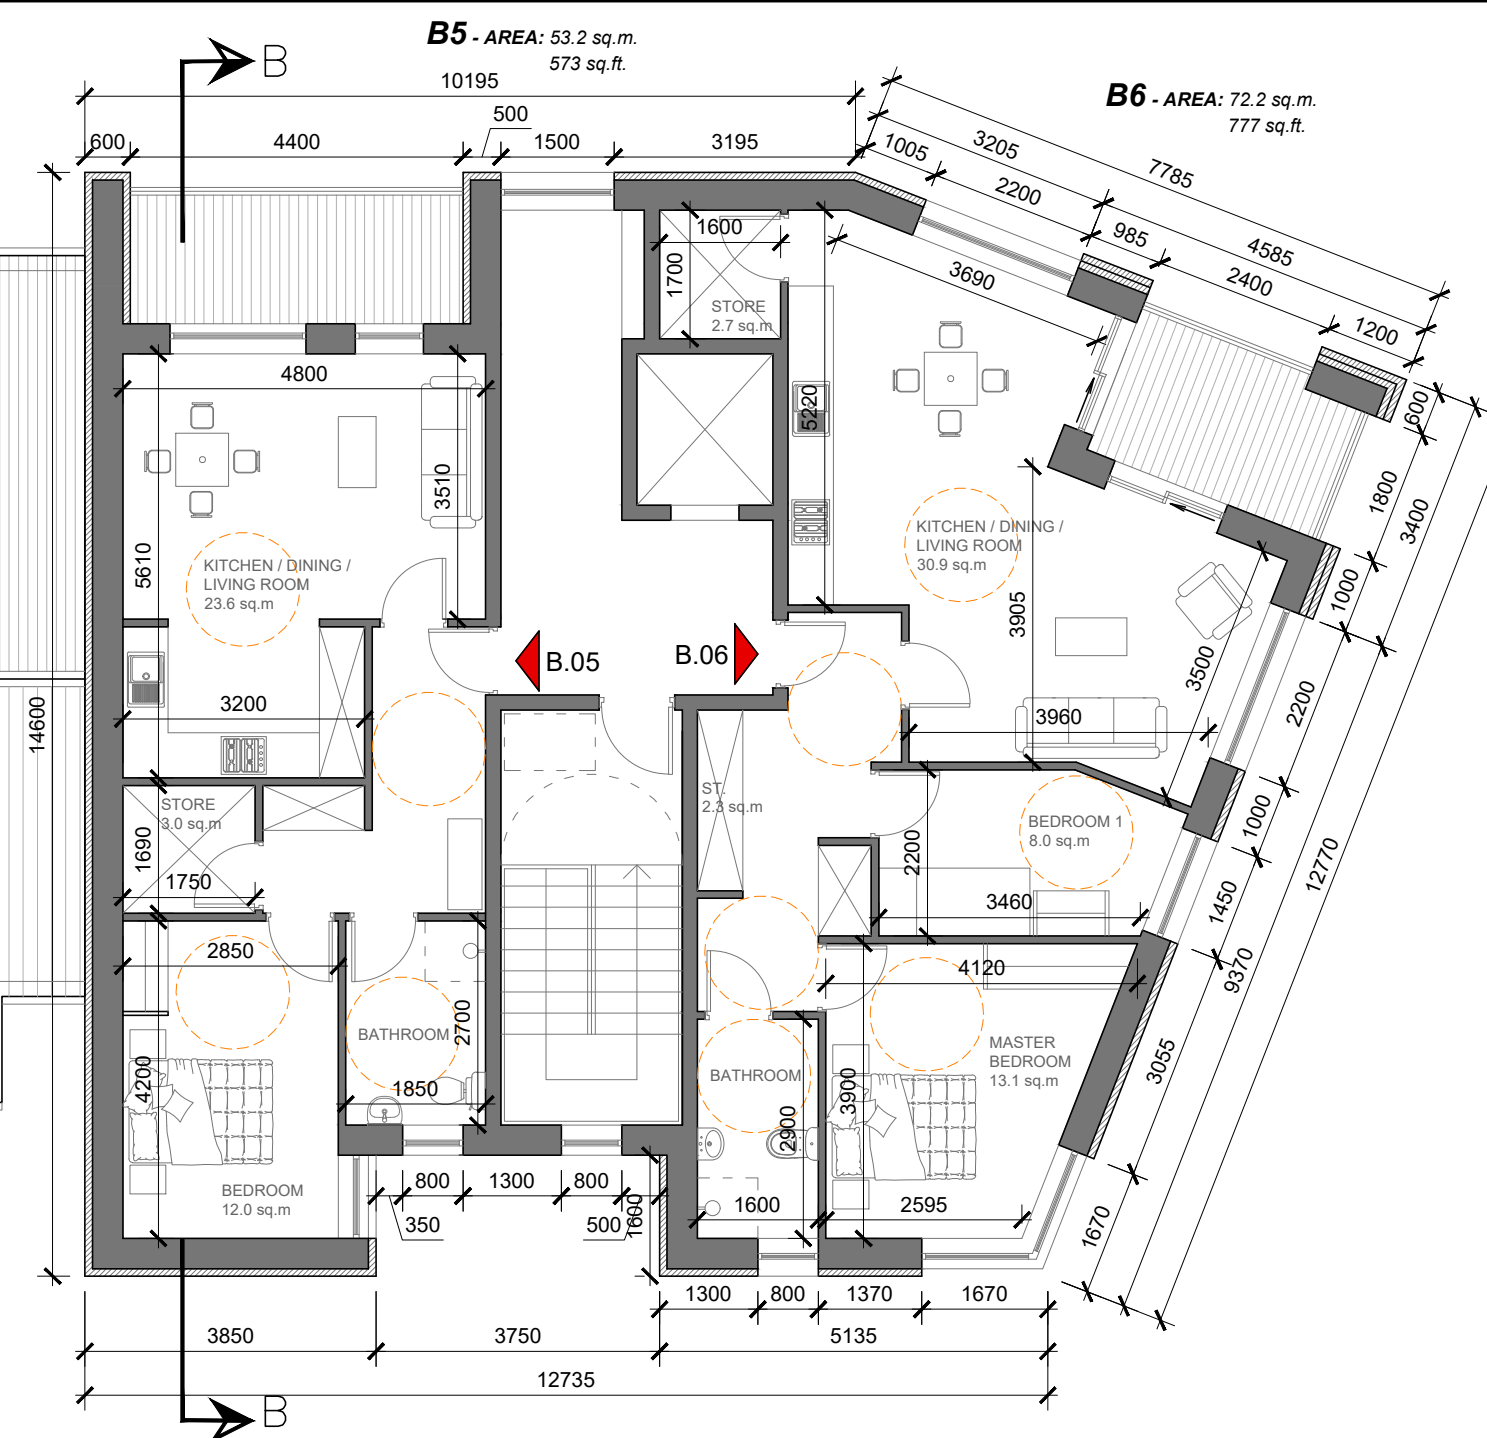 B5 - AREA: 53.2 sq.m.
573 sq.ft.
B6 - AREA: 72.2 sq.m.
777 sq.ft.
B
10195
500
600
4400
1500
3195
1005
3205
7785
2200
985
4585
2400
1200
3690
1600
1700
STORE
2.7 sq.m
4800
3510
5610
5220
600
1800
3400
1000
KITCHEN / DINING /
LIVING ROOM
23.6 sq.m
KITCHEN / DINING /
LIVING ROOM
30.9 sq.m
3905
3500
B.05
B.06
14600
3200
3960
2200
STORE
3.0 sq.m
1690
1750
ST.
2.3 sq.m
BEDROOM 1
8.0 sq.m
2200
3460
1000
1450
12770
9370
2850
4120
BATHROOM
2700
1850
4200
BATHROOM
2900
3900
MASTER
BEDROOM
13.1 sq.m
3055
BEDROOM
12.0 sq.m
800
1300
800
350
500
1600
1600
2595
1670
1300
800
1370
1670
3850
3750
5135
12735
B